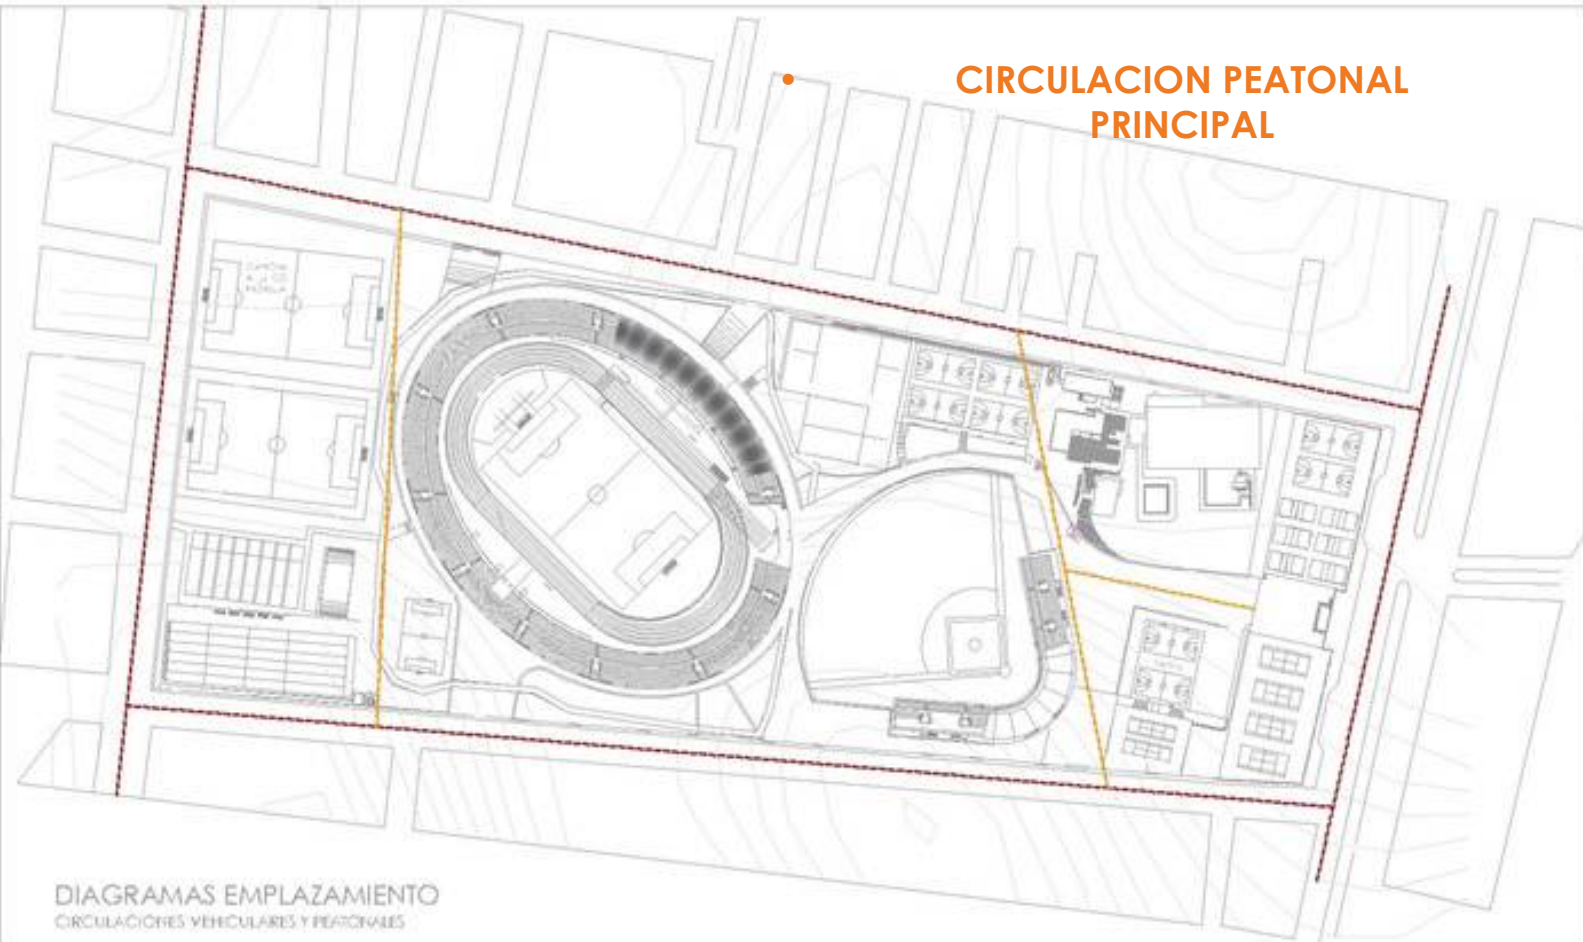 CIRCULACION PEATONAL
PRINCIPAL
DIAGRAMAS EMPLAZAMIENTO
CIRCULACIONES VEHICULARES Y PEATONALES